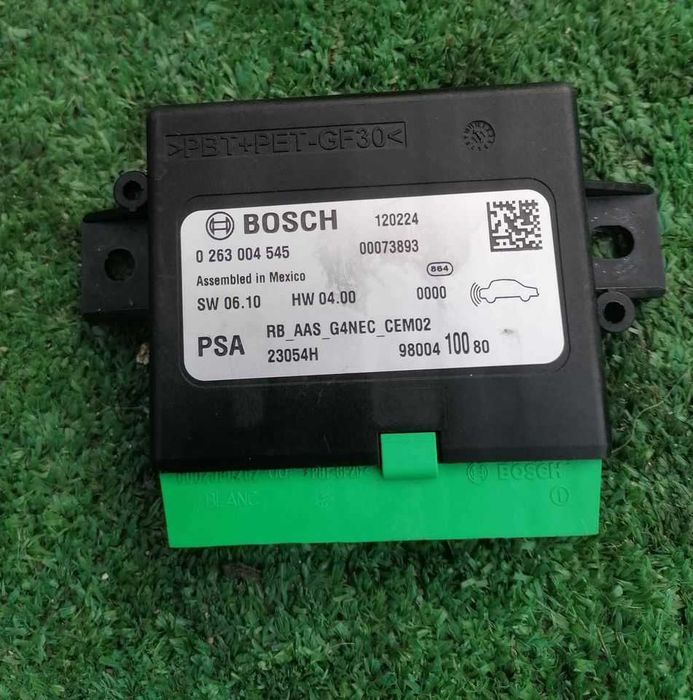 >PBT+PET-GF30<
BOSCH 120224
0 263 004 545 00073893
Assembled in Mexico 864
SW 06.10 HW 04.00 0000
PSA RB_AAS_G4NEC_CEM02
23054H 98004 100 80
BOSCH
BLANC 1